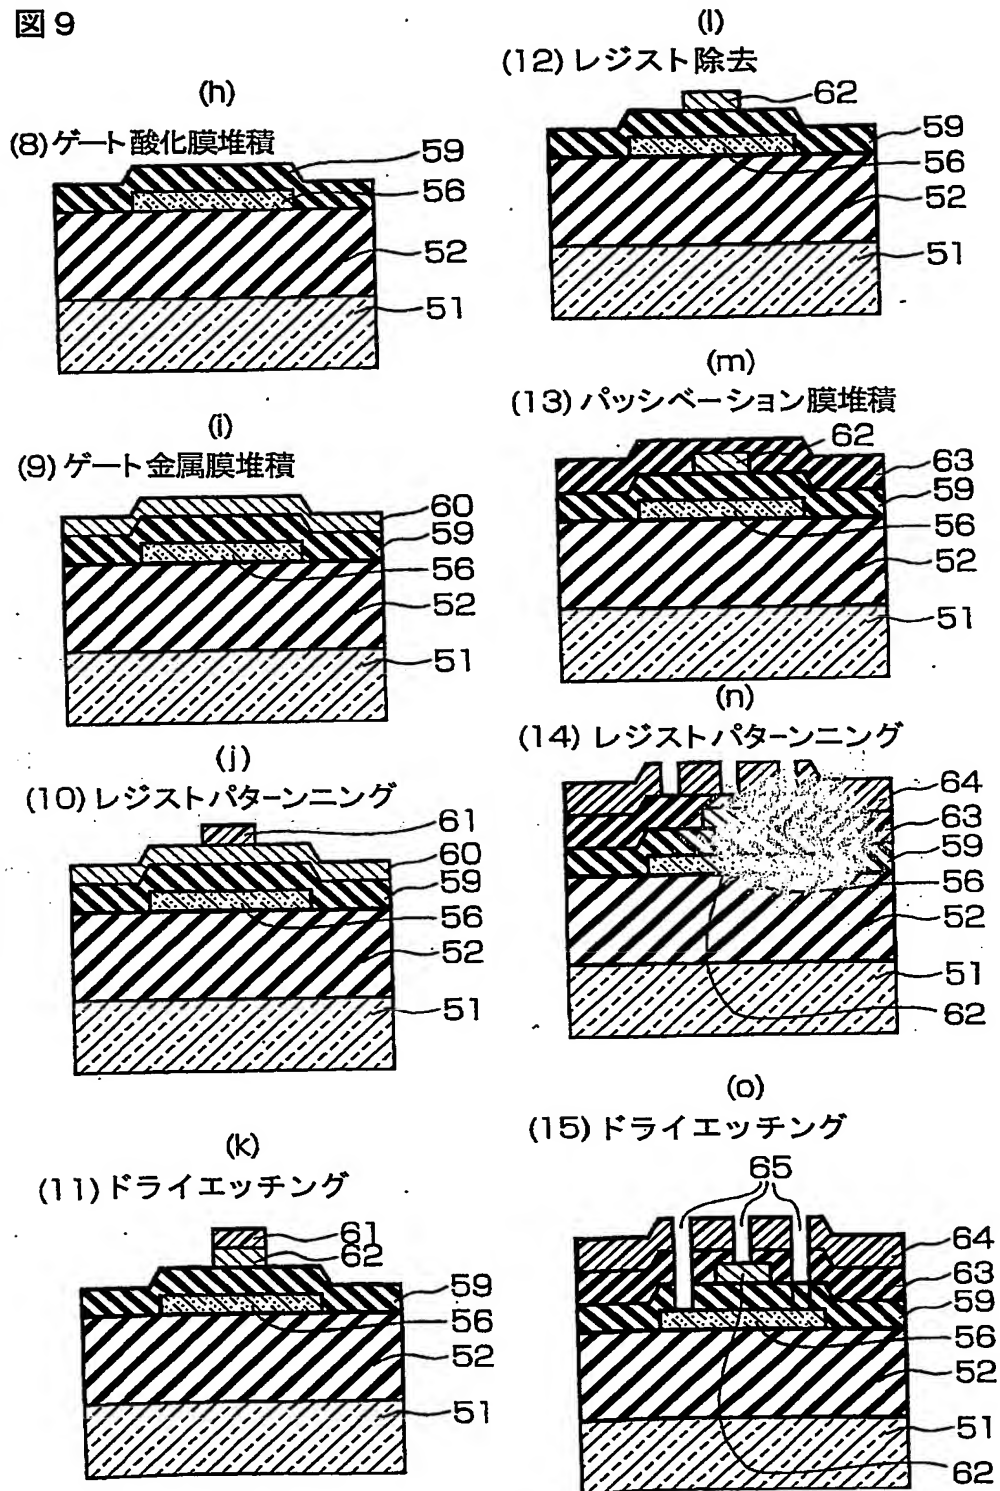 図9
(h)
(8) ゲート酸化膜堆積
59
56
52
51
(i)
(9) ゲート金属膜堆積
60
59
56
52
51
(j)
(10) レジストパターンニング
61
60
59
56
52
51
(k)
(11) ドライエッチング
61
62
59
56
52
51
(l)
(12) レジスト除去
62
59
56
52
51
(m)
(13) パッシベーション膜堆積
62
63
59
56
52
51
(n)
(14) レジストパターンニング
64
63
59
56
52
51
62
(o)
(15) ドライエッチング
65
64
63
59
56
52
51
62